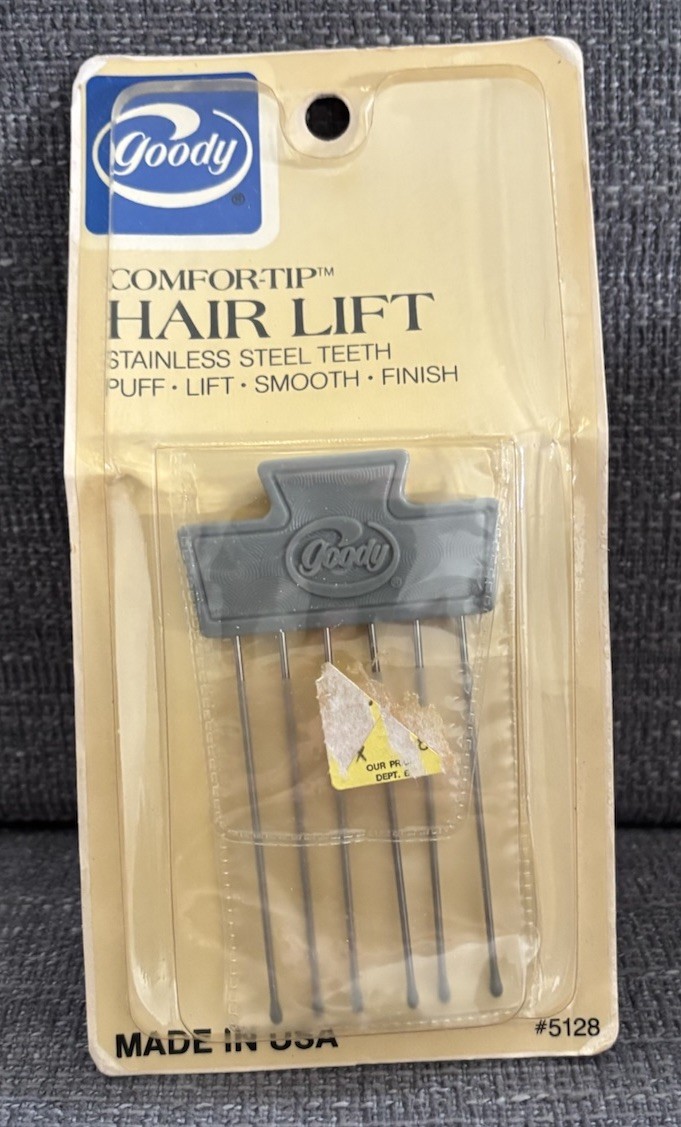 Goody®
COMFOR-TIP™
HAIR LIFT
STAINLESS STEEL TEETH
PUFF · LIFT · SMOOTH · FINISH
Goody®
OUR
DEPT.
MADE IN USA
#5128